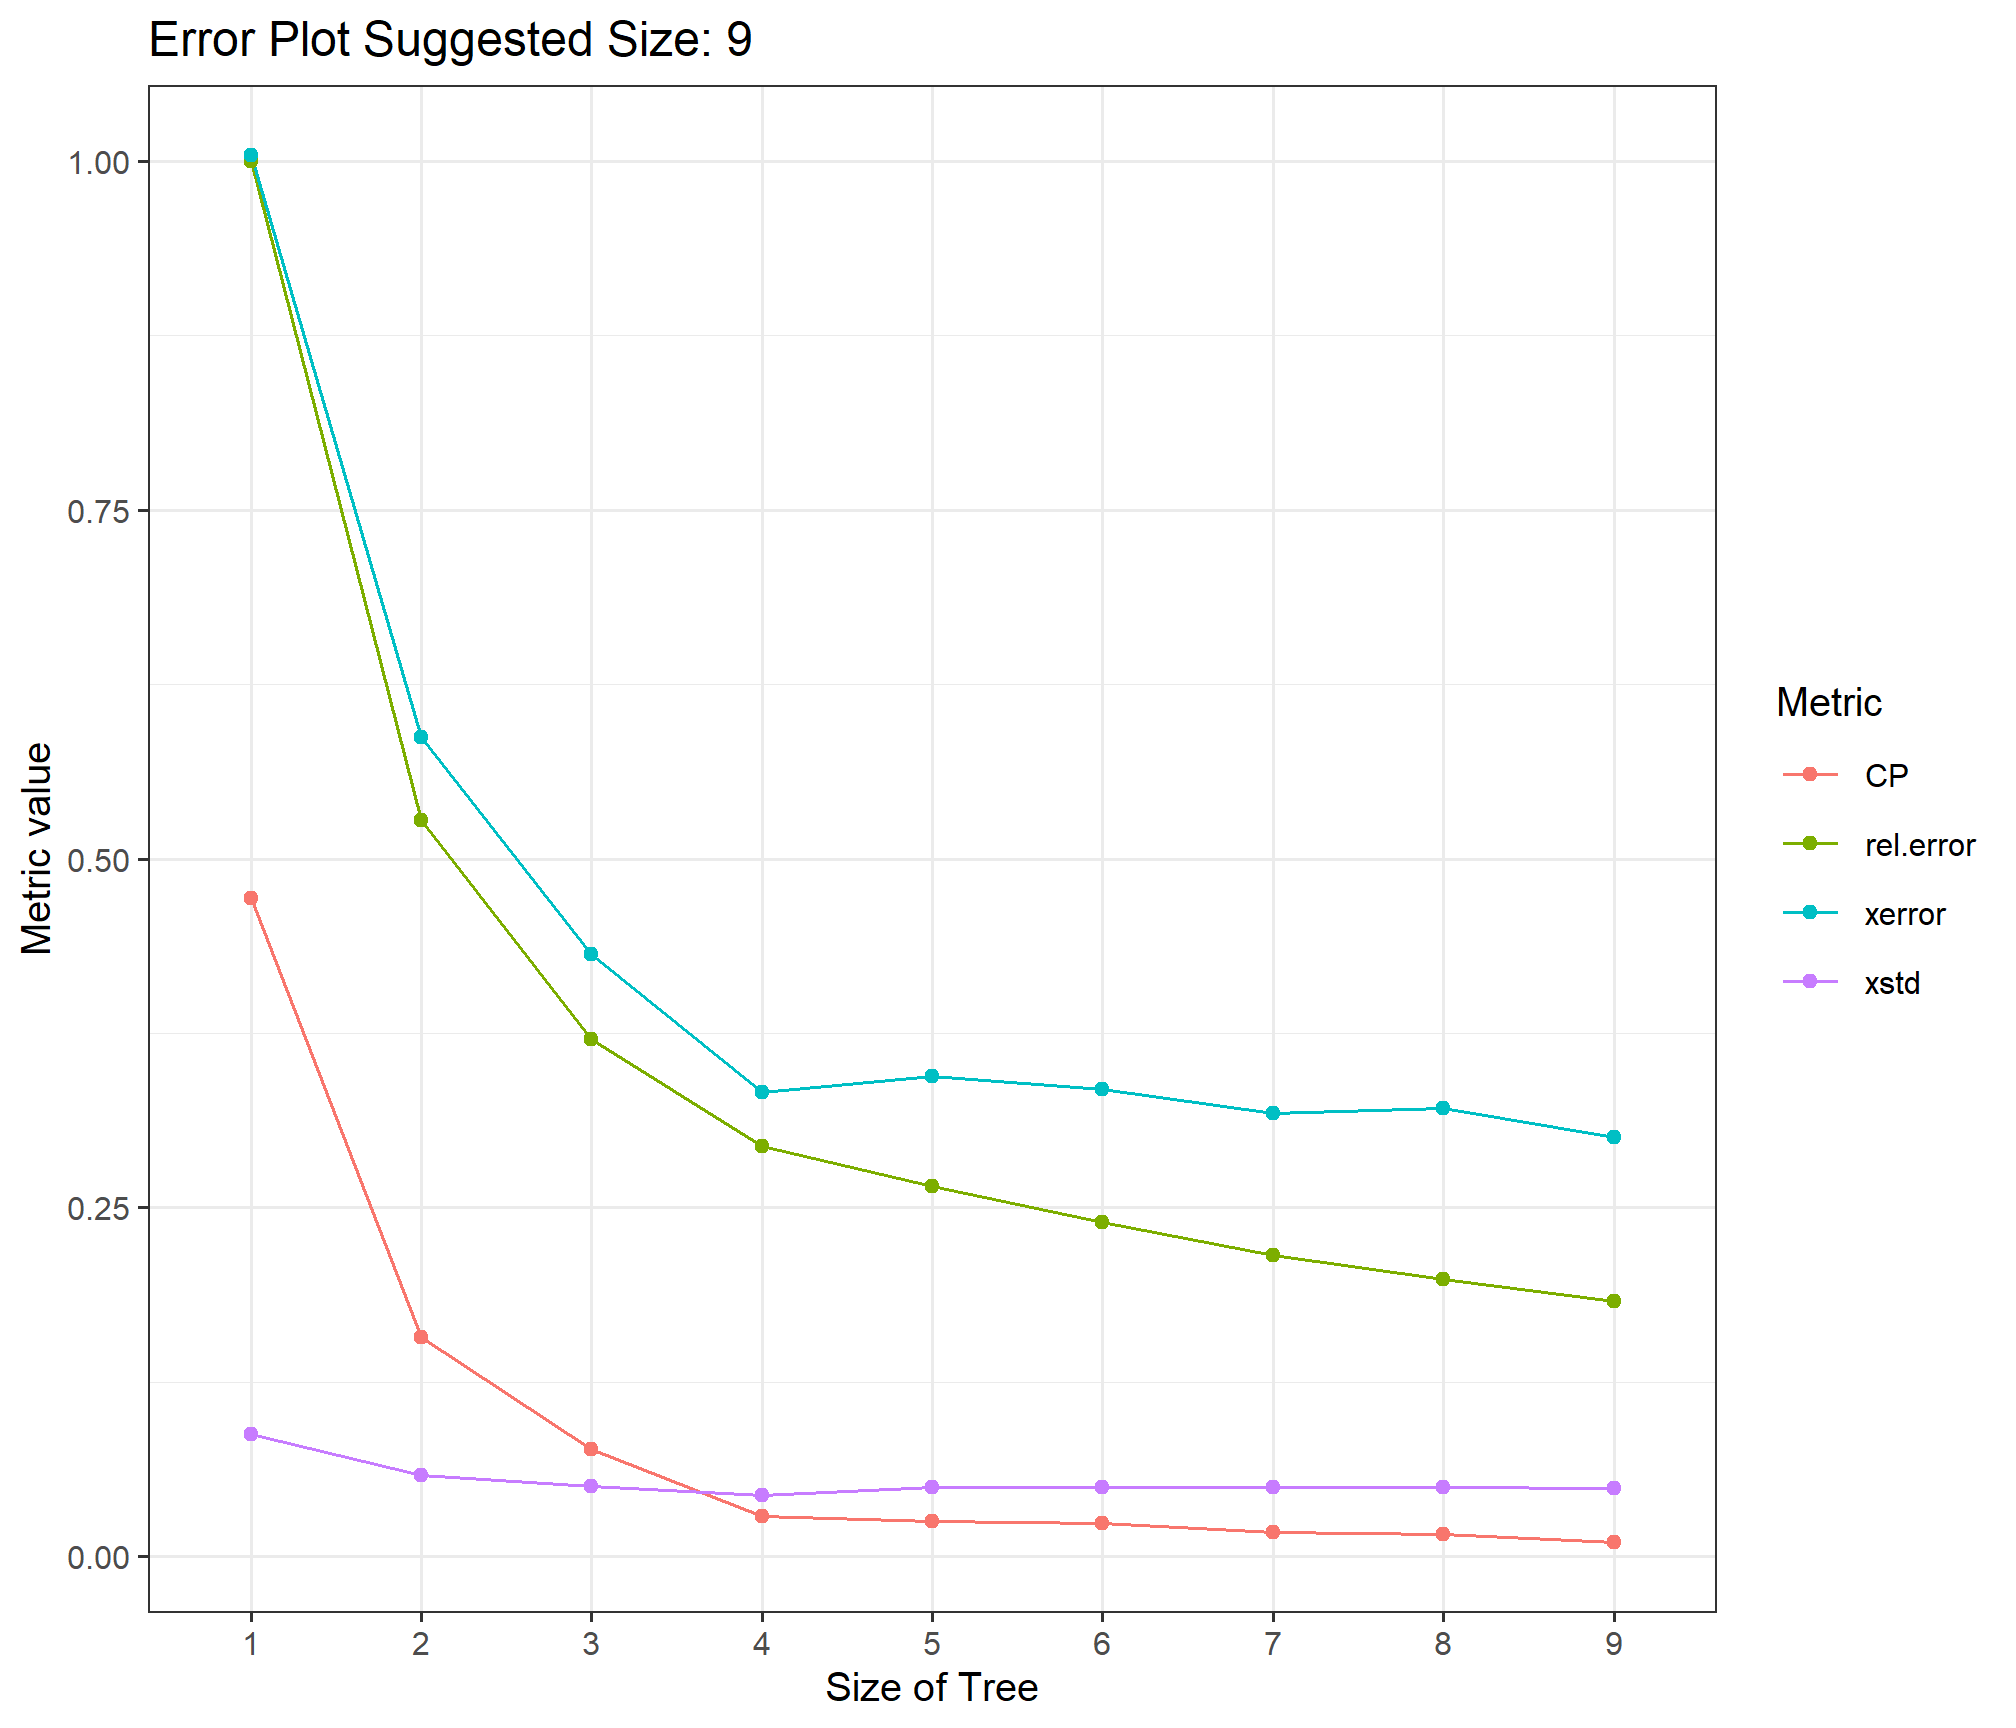 Error Plot Suggested Size: 9
1.00
0.75
0.50
0.25
0.00
Metric value
1 2 3 4 5 6 7 8 9
Size of Tree
Metric
CP
rel.error
xerror
xstd